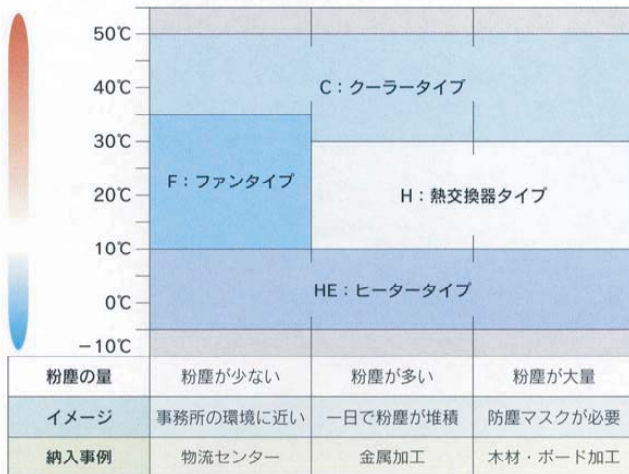 50℃
40℃
C：クーラータイプ
30℃
F：ファンタイプ
20℃
H：熱交換器タイプ
10℃
HE：ヒータータイプ
0℃
−10℃
粉塵の量 粉塵が少ない 粉塵が多い 粉塵が大量
イメージ 事務所の環境に近い 一日で粉塵が堆積 防塵マスクが必要
納入事例 物流センター 金属加工 木材・ボード加工